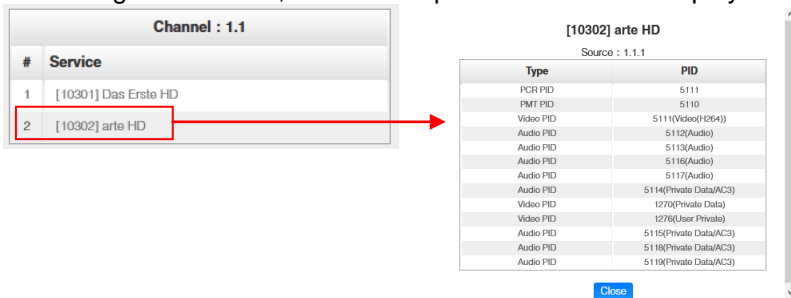 Channel : 1.1
# Service
1 [10301] Das Erste HD
2 [10302] arte HD
[10302] arte HD
Source : 1.1.1
Type PID
PCR PID 5111
PMT PID 5110
Video PID 5111(Video(H264))
Audio PID 5112(Audio)
Audio PID 5113(Audio)
Audio PID 5116(Audio)
Audio PID 5117(Audio)
Audio PID 5114(Private Data/AC3)
Video PID 1270(Private Data)
Video PID 1276(User Private)
Audio PID 5115(Private Data/AC3)
Audio PID 5118(Private Data/AC3)
Audio PID 5119(Private Data/AC3)
Close